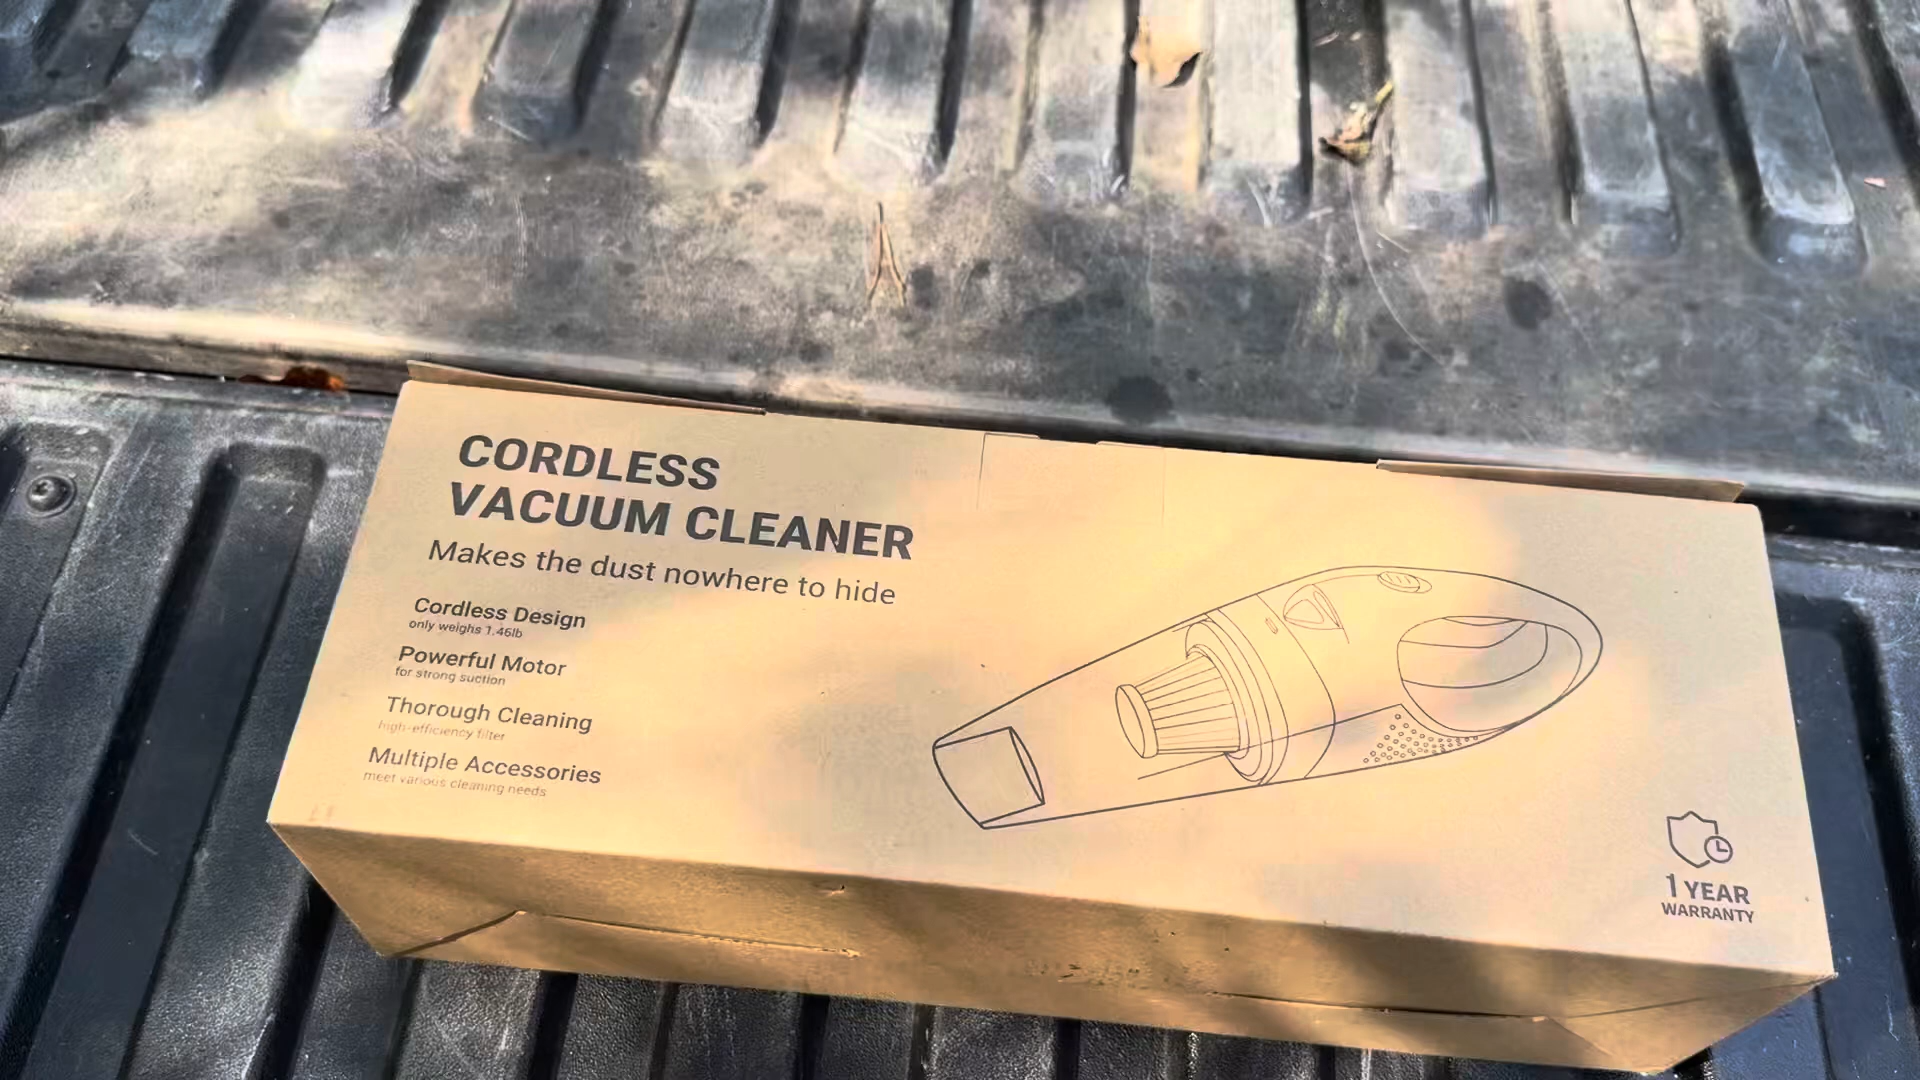 CORDLESS
VACUUM CLEANER
Makes the dust nowhere to hide
Cordless Design
only weighs 1.46lb
Powerful Motor
for strong suction
Thorough Cleaning
high-efficiency filter
Multiple Accessories
meet various cleaning needs
1 YEAR
WARRANTY